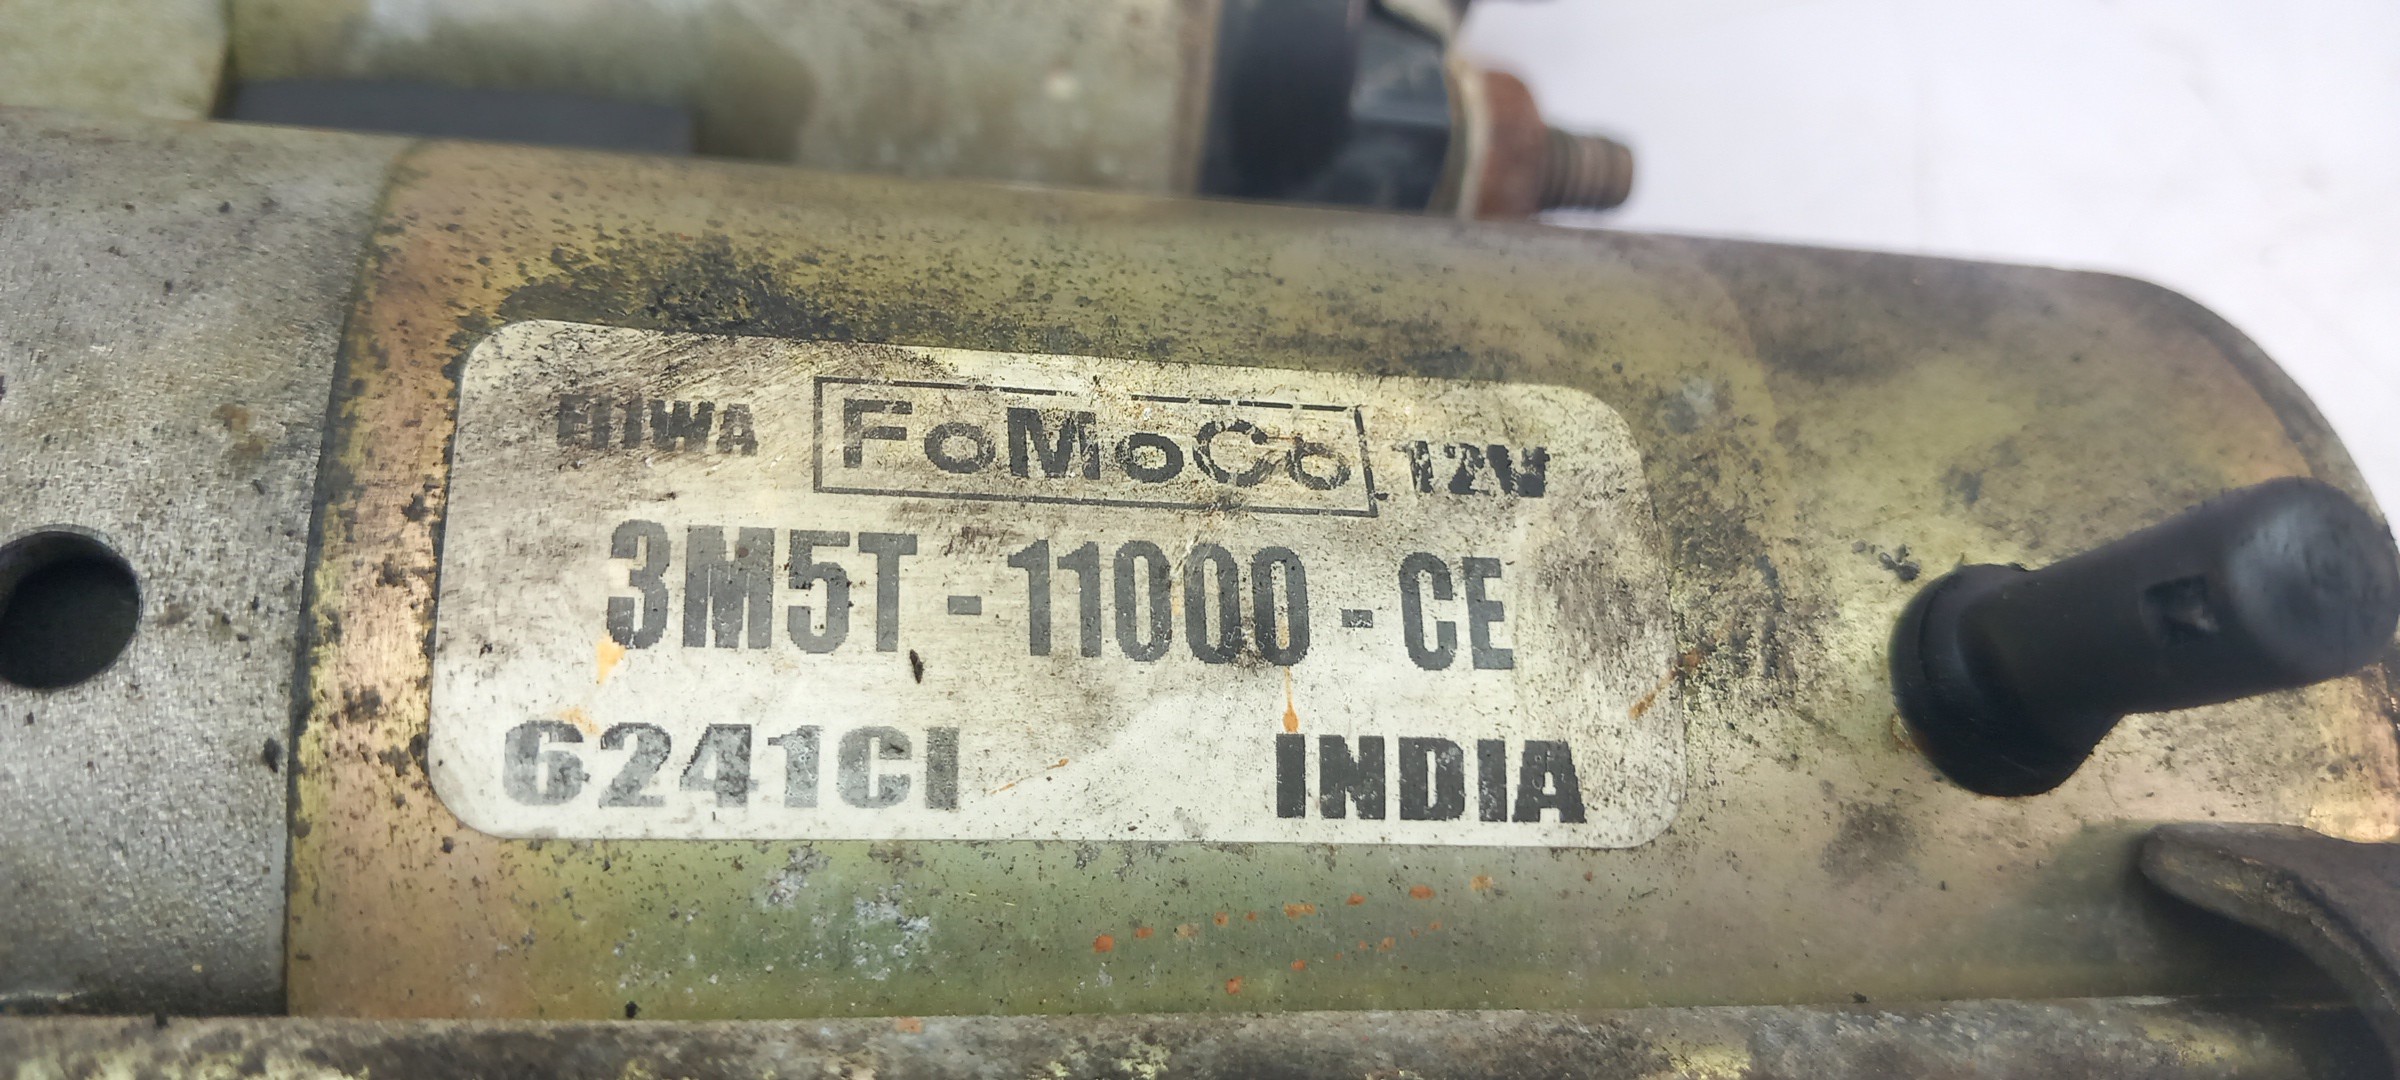 FoMoCo 12V
3M5T-11000-CE
6241CI INDIA